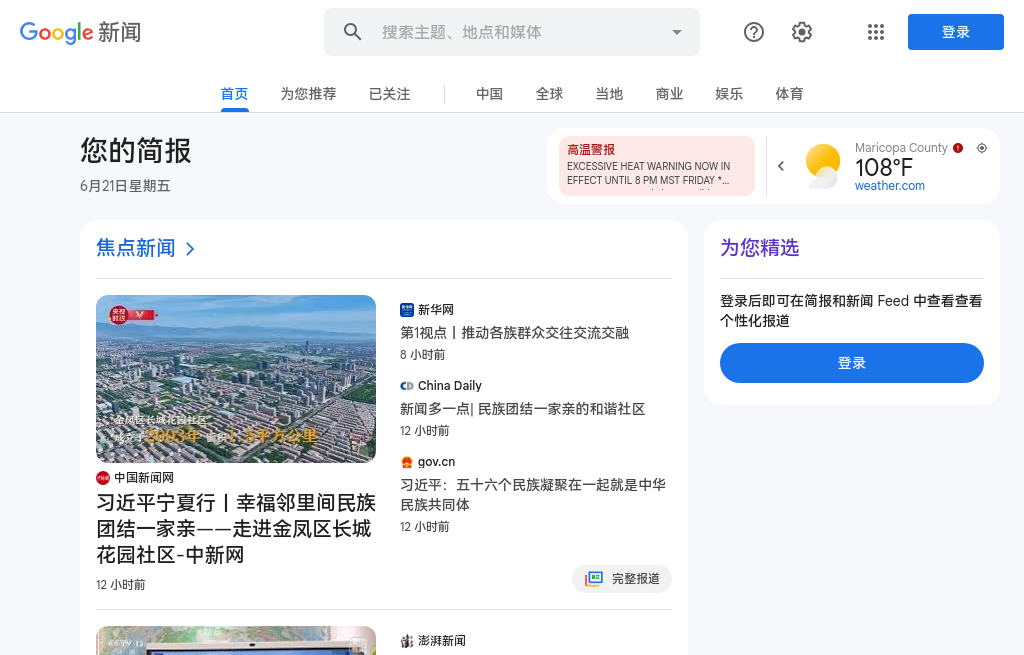 Google 新闻
搜索主题、地点和媒体
登录
首页
为您推荐
已关注
中国
全球
当地
商业
娱乐
体育
您的简报
6月21日星期五
高温警报
EXCESSIVE HEAT WARNING NOW IN
EFFECT UNTIL 8 PM MST FRIDAY *...
Maricopa County
108°F
weather.com
焦点新闻
央视
时政
金凤区长城花园社区
成立于2003年 面积1.5平方公里
中国新闻网
习近平宁夏行丨幸福邻里间民族
团结一家亲——走进金凤区长城
花园社区-中新网
12 小时前
新华网
第1视点丨推动各族群众交往交流交融
8 小时前
China Daily
新闻多一点| 民族团结一家亲的和谐社区
12 小时前
gov.cn
习近平：五十六个民族凝聚在一起就是中华
民族共同体
12 小时前
完整报道
澎湃新闻
为您精选
登录后即可在简报和新闻 Feed 中查看查看
个性化报道
登录